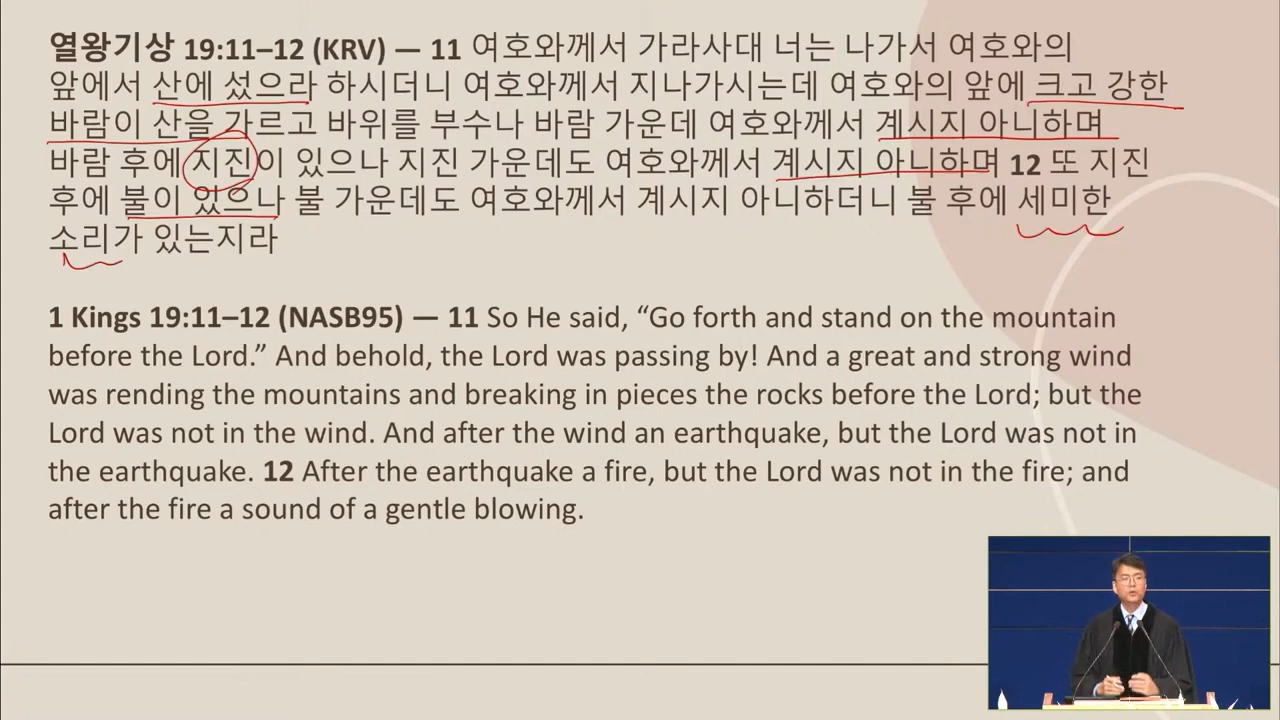 열왕기상 19:11–12 (KRV) — 11 여호와께서 가라사대 너는 나가서 여호와의
앞에서 산에 섰으라 하시더니 여호와께서 지나가시는데 여호와의 앞에 크고 강한
바람이 산을 가르고 바위를 부수나 바람 가운데 여호와께서 계시지 아니하며
바람 후에 지진이 있으나 지진 가운데도 여호와께서 계시지 아니하며 12 또 지진
후에 불이 있으나 불 가운데도 여호와께서 계시지 아니하더니 불 후에 세미한
소리가 있는지라
1 Kings 19:11–12 (NASB95) — 11 So He said, “Go forth and stand on the mountain
before the Lord.” And behold, the Lord was passing by! And a great and strong wind
was rending the mountains and breaking in pieces the rocks before the Lord; but the
Lord was not in the wind. And after the wind an earthquake, but the Lord was not in
the earthquake. 12 After the earthquake a fire, but the Lord was not in the fire; and
after the fire a sound of a gentle blowing.